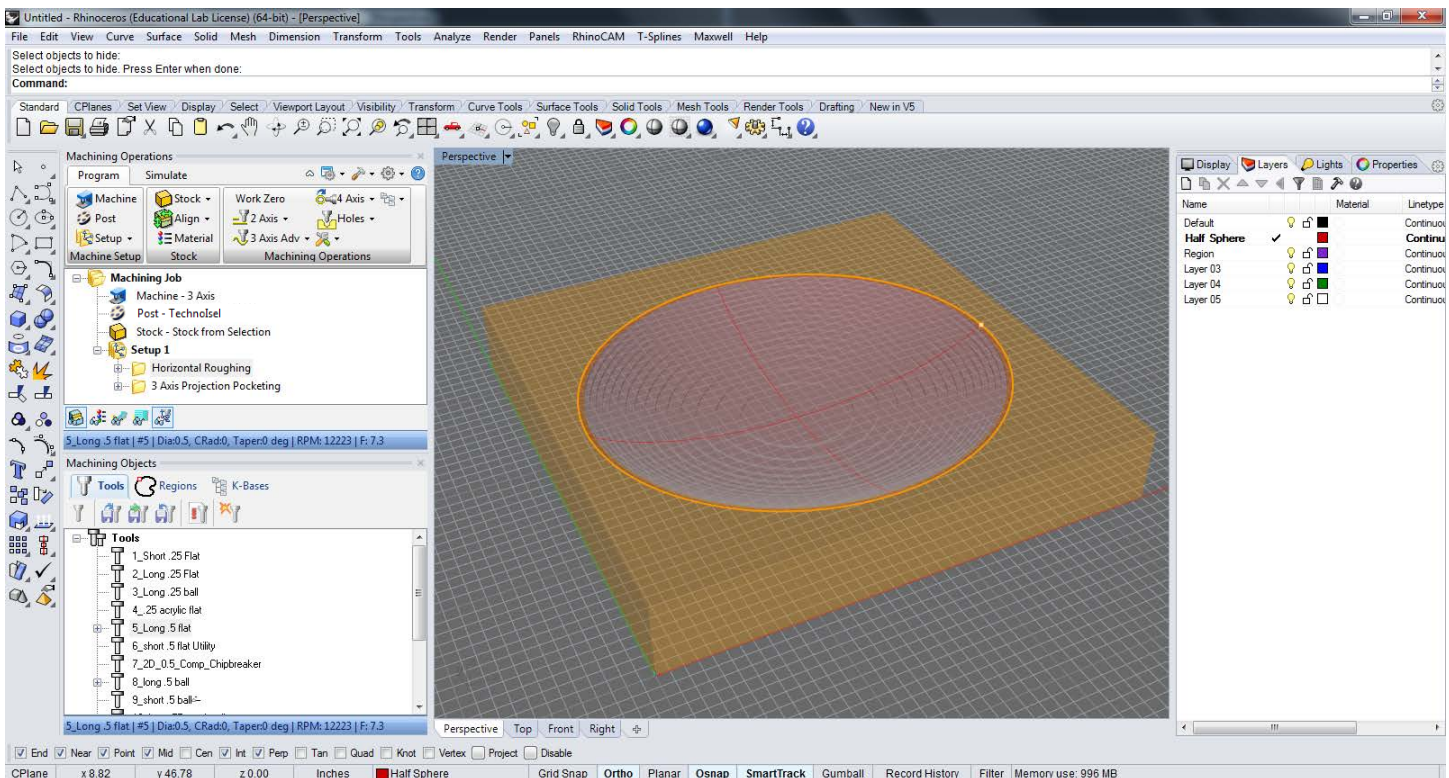 Untitled - Rhinoceros (Educational Lab License) (64-bit) - [Perspective]
File Edit View Curve Surface Solid Mesh Dimension Transform Tools Analyze Render Panels RhinoCAM T-Splines Maxwell Help
Select objects to hide:
Select objects to hide. Press Enter when done:
Command:
Standard CPlanes Set View Display Select Viewport Layout Visibility Transform Curve Tools Surface Tools Solid Tools Mesh Tools Render Tools Drafting New in V5
Machining Operations
Program Simulate
Machine Stock Work Zero 4 Axis
Post Align 2 Axis Holes
Setup Material 3 Axis Adv
Machine Setup Stock Machining Operations
Machining Job
Machine - 3 Axis
Post - TechnoIsel
Stock - Stock from Selection
Setup 1
Horizontal Roughing
3 Axis Projection Pocketing
5_Long .5 flat | #5 | Dia:0.5, CRad:0, Taper:0 deg | RPM: 12223 | F: 7.3
Machining Objects
Tools Regions K-Bases
Tools
1_Short .25 Flat
2_Long .25 Flat
3_Long .25 ball
4_.25 acrylic flat
5_Long .5 flat
6_short .5 flat Utility
7_2D_0.5_Comp_Chipbreaker
8_long .5 ball
9_short .5 ball
5_Long .5 flat | #5 | Dia:0.5, CRad:0, Taper:0 deg | RPM: 12223 | F: 7.3
Perspective
Perspective Top Front Right
Display Layers Lights Properties
Name Material Linetype
Default Continuou
Half Sphere Continu
Region Continuou
Layer 03 Continuou
Layer 04 Continuou
Layer 05 Continuou
End Near Point Mid Cen Int Perp Tan Quad Knot Vertex Project Disable
CPlane x 8.82 y 46.78 z 0.00 Inches Half Sphere Grid Snap Ortho Planar Osnap SmartTrack Gumball Record History Filter Memory use: 996 MB